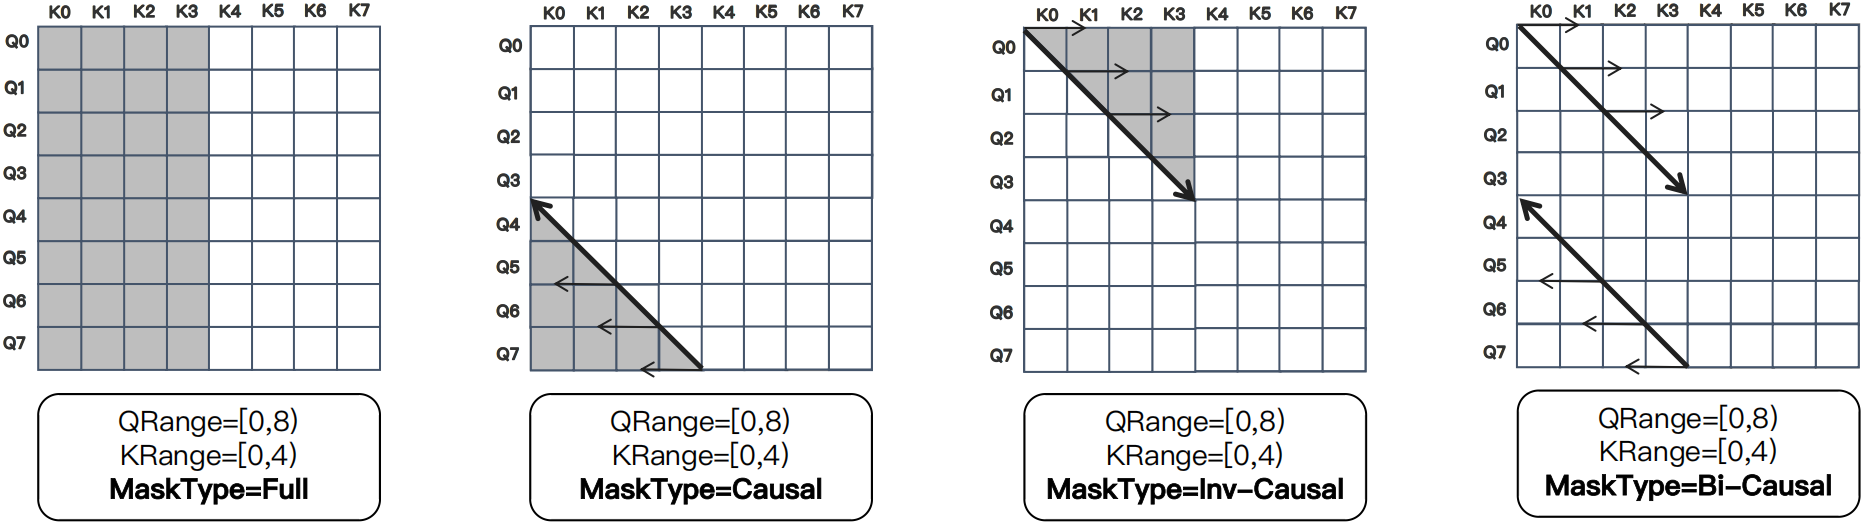 K0 K1 K2 K3 K4 K5 K6 K7
Q0
Q1
Q2
Q3
Q4
Q5
Q6
Q7
QRange=[0,8)
KRange=[0,4)
MaskType=Full
K0 K1 K2 K3 K4 K5 K6 K7
Q0
Q1
Q2
Q3
Q4
Q5
Q6
Q7
QRange=[0,8)
KRange=[0,4)
MaskType=Causal
K0 K1 K2 K3 K4 K5 K6 K7
Q0
Q1
Q2
Q3
Q4
Q5
Q6
Q7
QRange=[0,8)
KRange=[0,4)
MaskType=Inv-Causal
K0 K1 K2 K3 K4 K5 K6 K7
Q0
Q1
Q2
Q3
Q4
Q5
Q6
Q7
QRange=[0,8)
KRange=[0,4)
MaskType=Bi-Causal